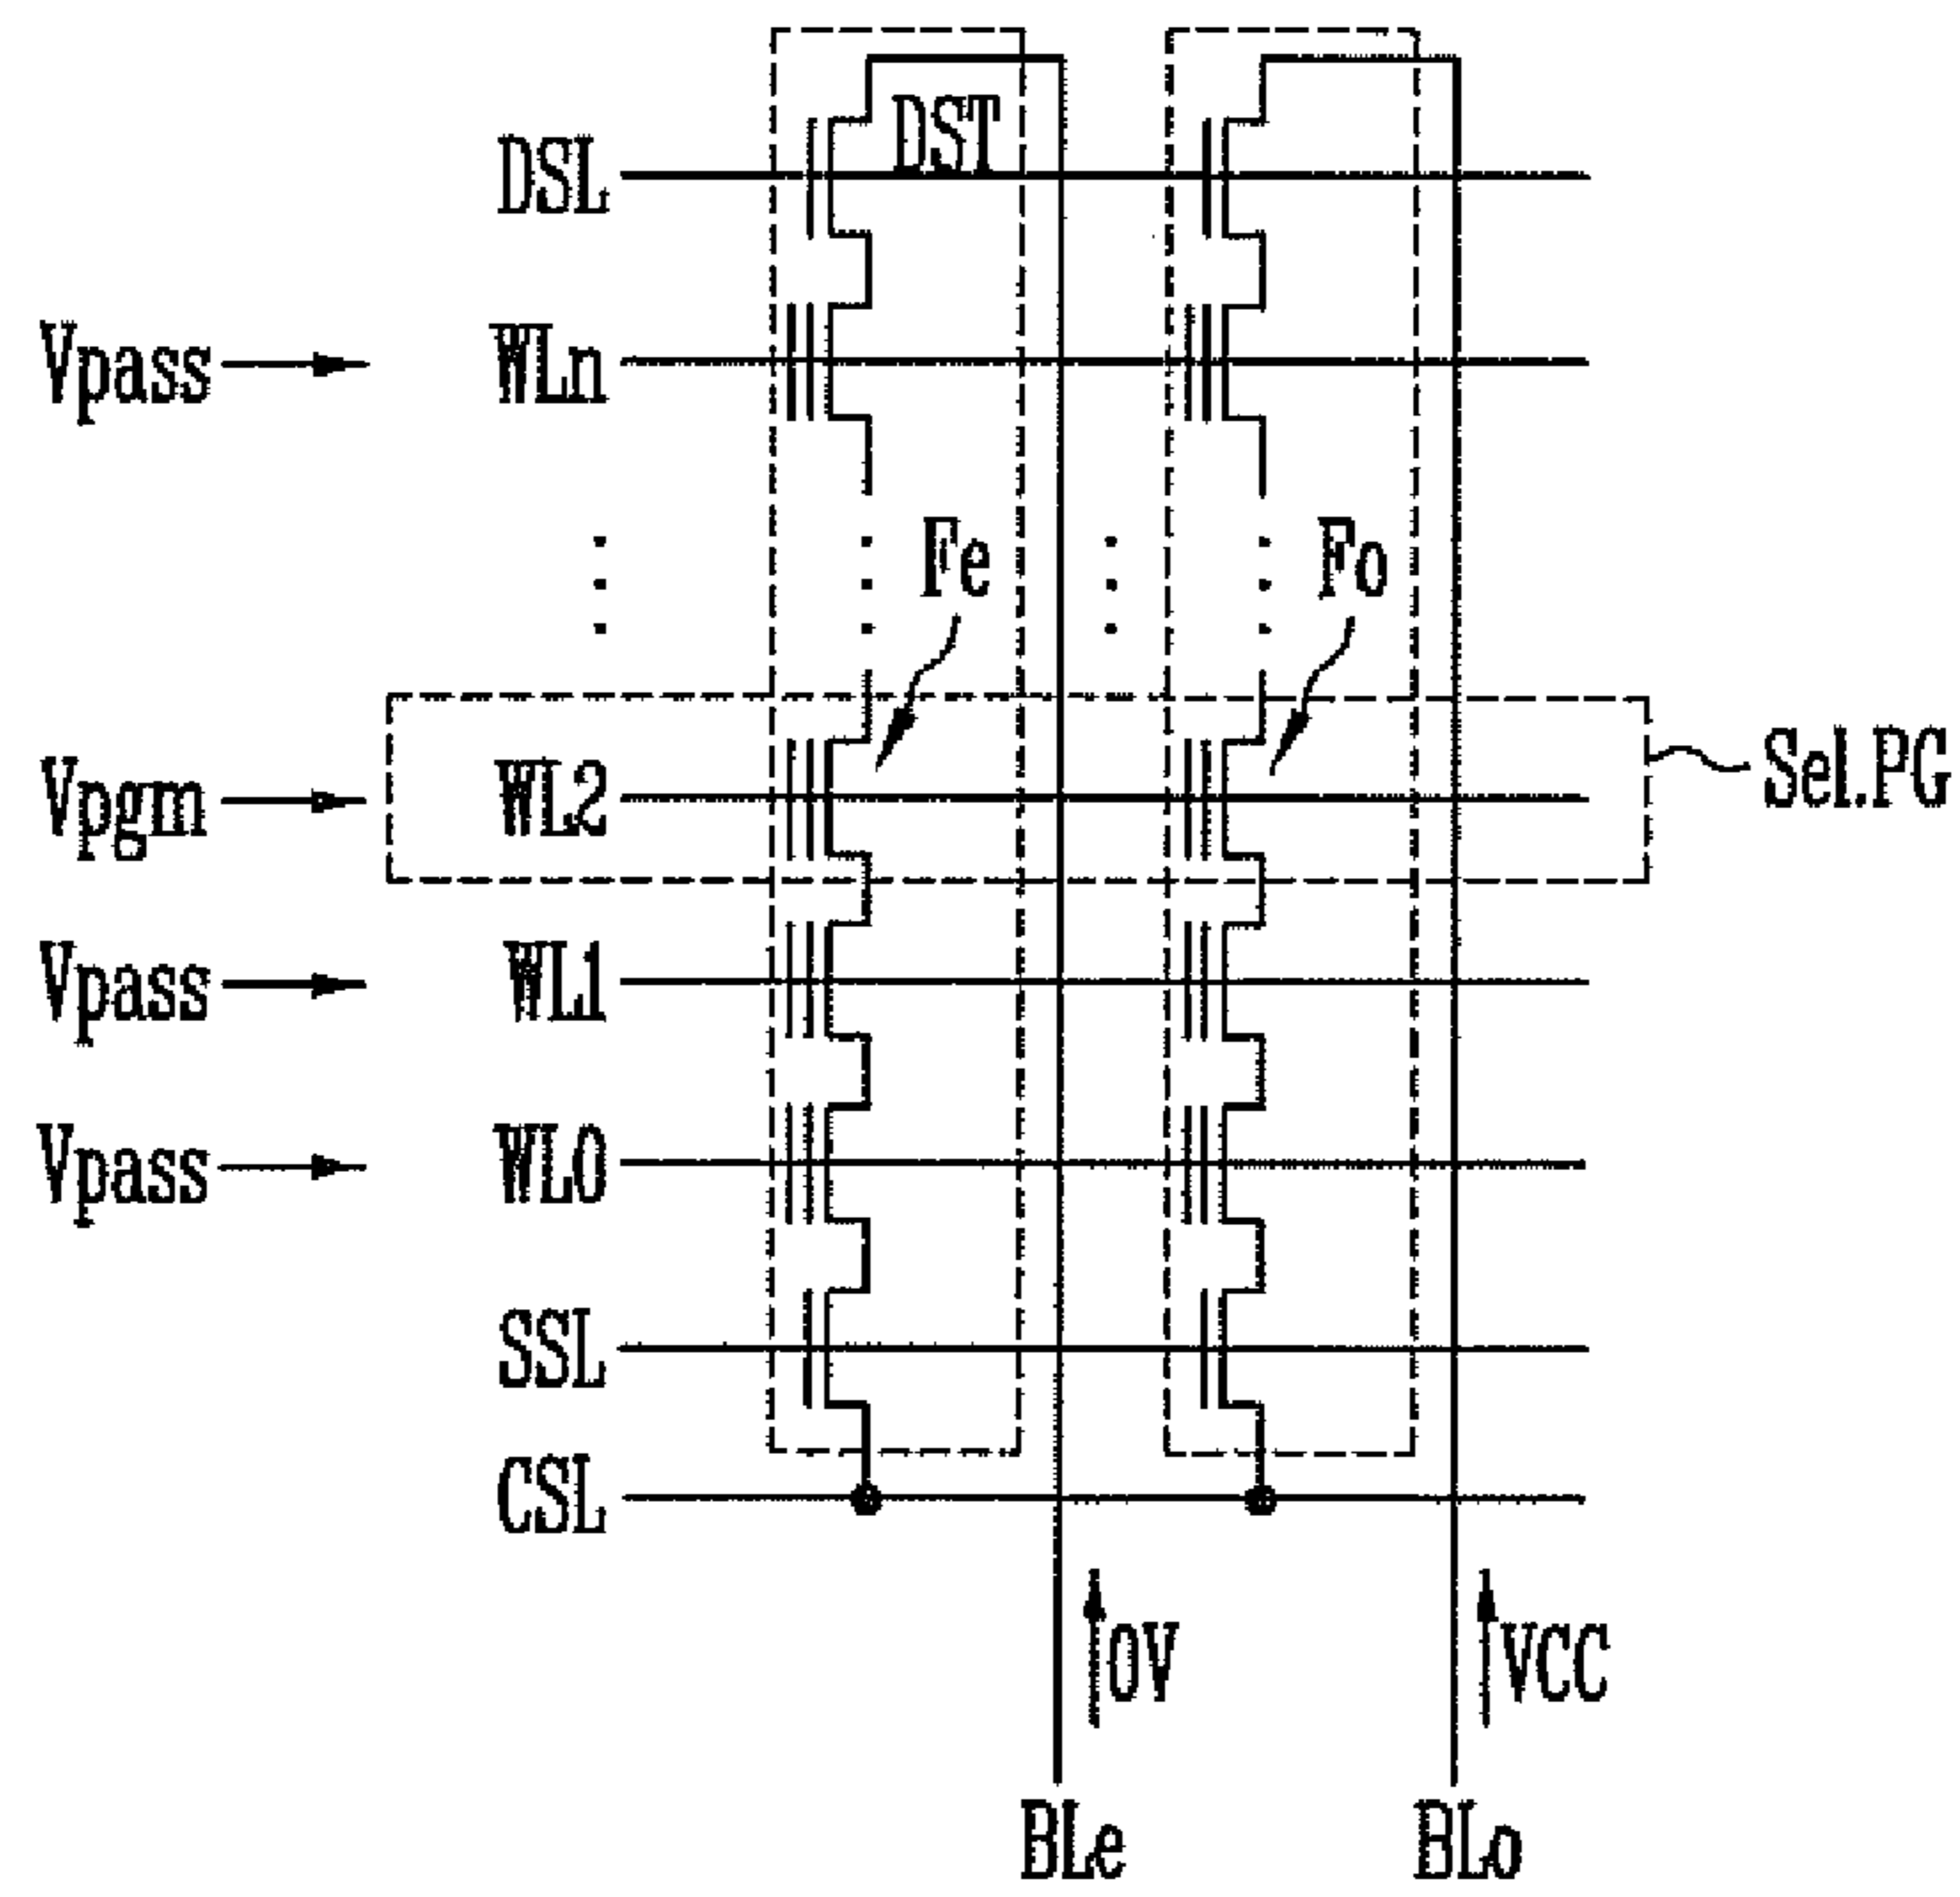 DST
DSL
Vpass WLn
Fe Fo
Vpgm WL2 Sel.PG
Vpass WL1
Vpass WL0
SSL
CSL
0V VCC
BLe BLo